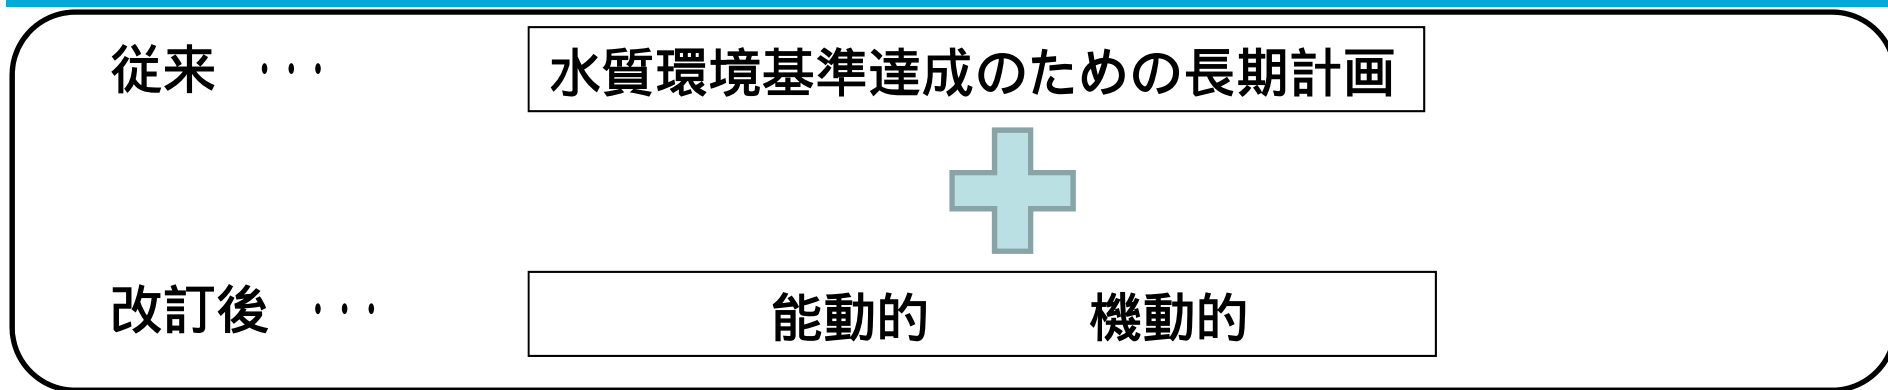 従来 ･･･ 水質環境基準達成のための長期計画
改訂後 ･･･ 能動的 機動的